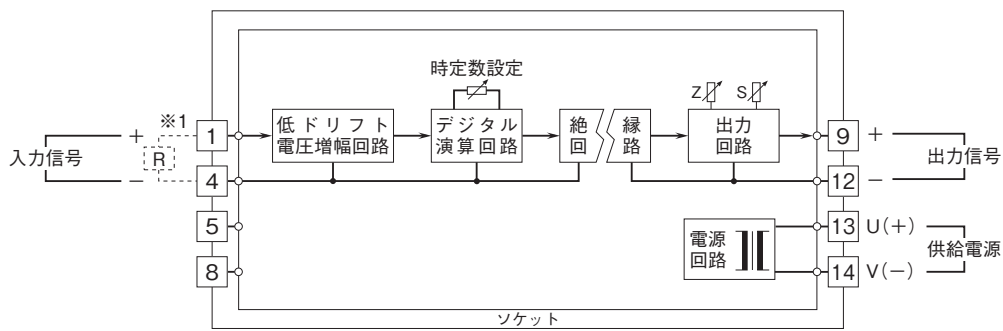 時定数設定
Z
S
※1
+
R
−
入力信号
1
4
5
8
低ドリフト
電圧増幅回路
デジタル
演算回路
絶 縁
回 路
出力
回路
9
+
出力信号
12
−
電源
回路
13
U(+)
供給電源
14
V(−)
ソケット